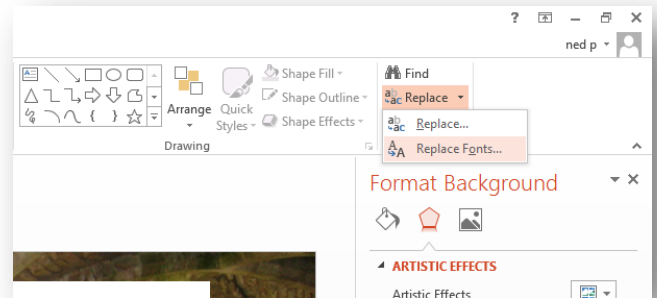 ?
ned p
Shape Fill
Shape Outline
Shape Effects
Arrange
Quick
Styles
Drawing
Find
Replace
Replace...
Replace Fonts...
Format Background
ARTISTIC EFFECTS
Artistic Effects